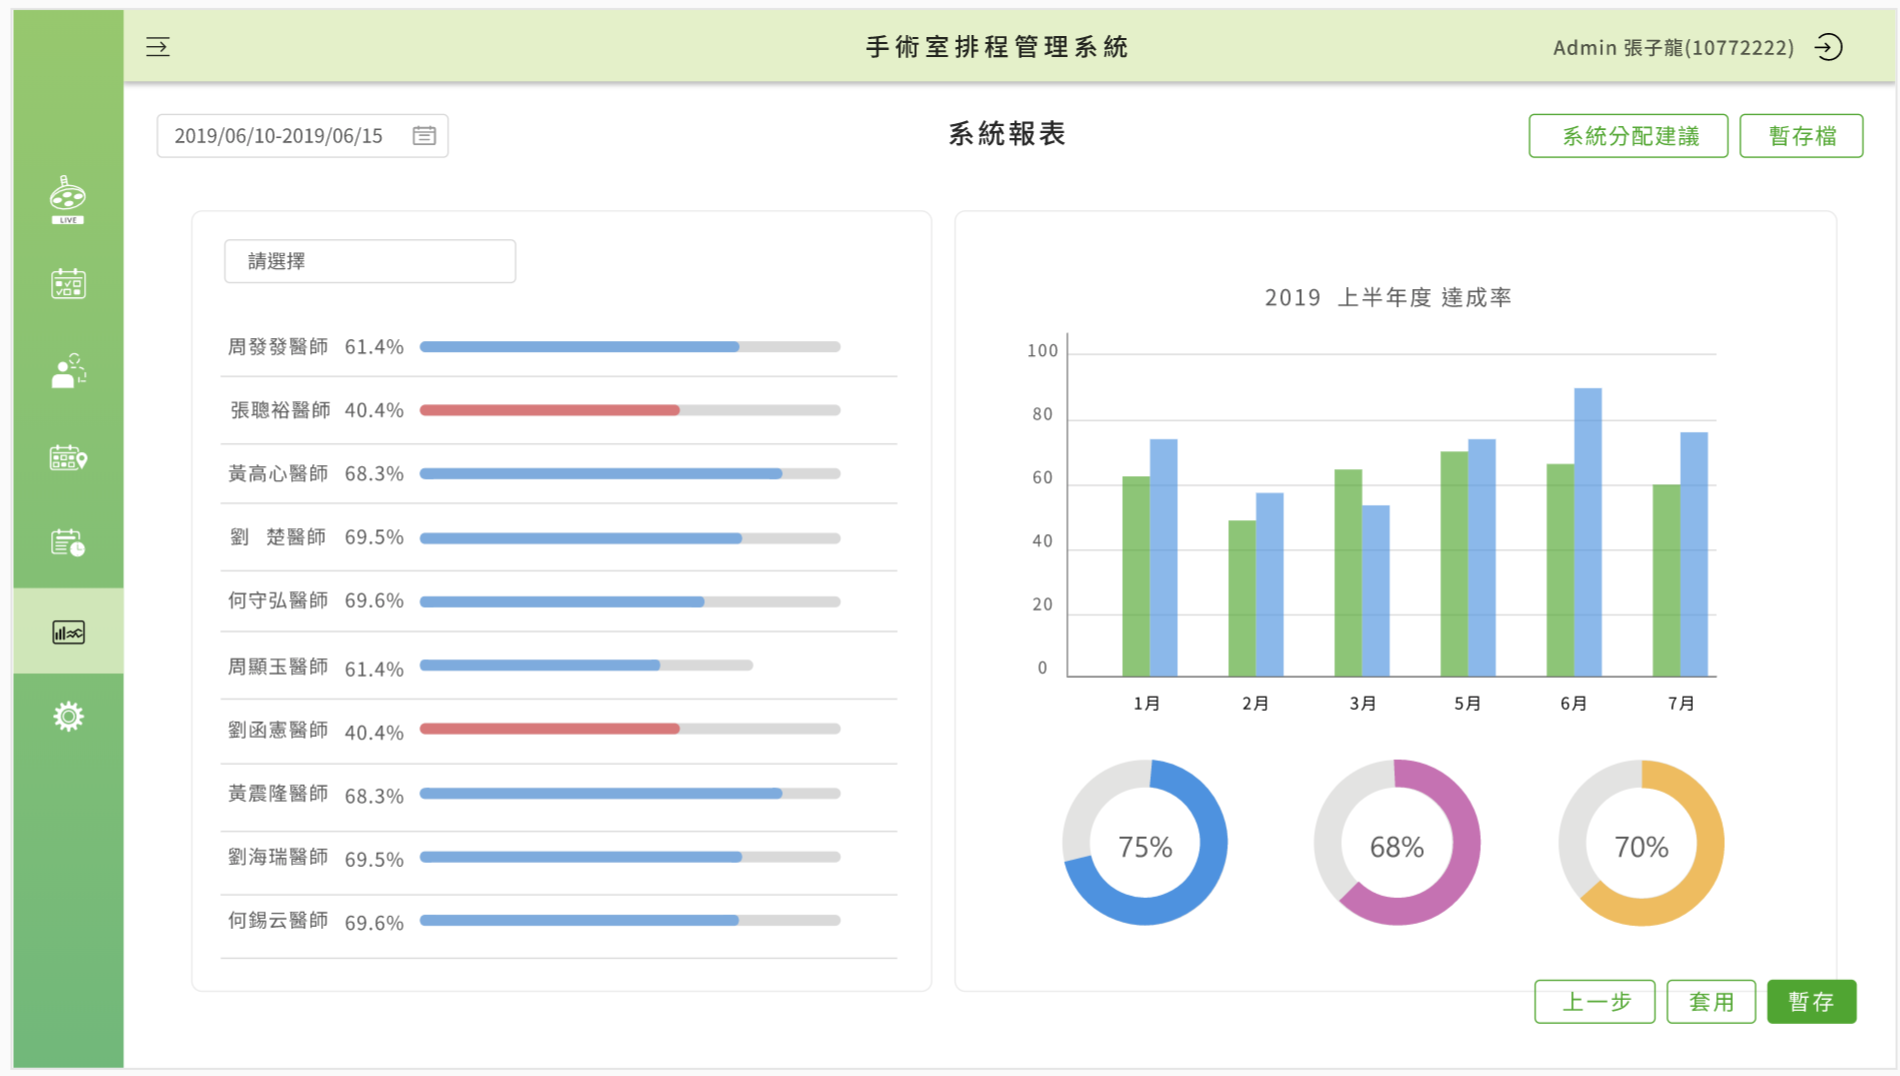 手術室排程管理系統
Admin 張子龍(10772222)
2019/06/10-2019/06/15
系統報表
系統分配建議
暫存檔
LIVE
請選擇
周發發醫師 61.4%
張聰裕醫師 40.4%
黃高心醫師 68.3%
劉 楚醫師 69.5%
何守弘醫師 69.6%
周顯玉醫師 61.4%
劉函憲醫師 40.4%
黃震隆醫師 68.3%
劉海瑞醫師 69.5%
何錫云醫師 69.6%
2019 上半年度 達成率
100
80
60
40
20
0
1月 2月 3月 5月 6月 7月
75% 68% 70%
上一步 套用 暫存